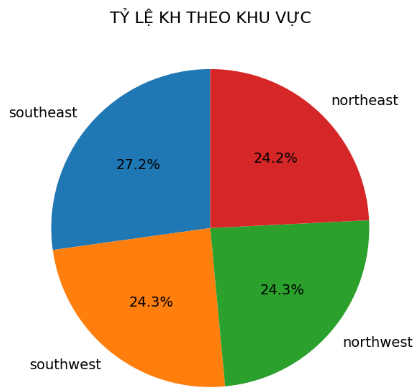 TỶ LỆ KH THEO KHU VỰC
northeast
southeast
24.2%
27.2%
24.3%
24.3%
northwest
southwest